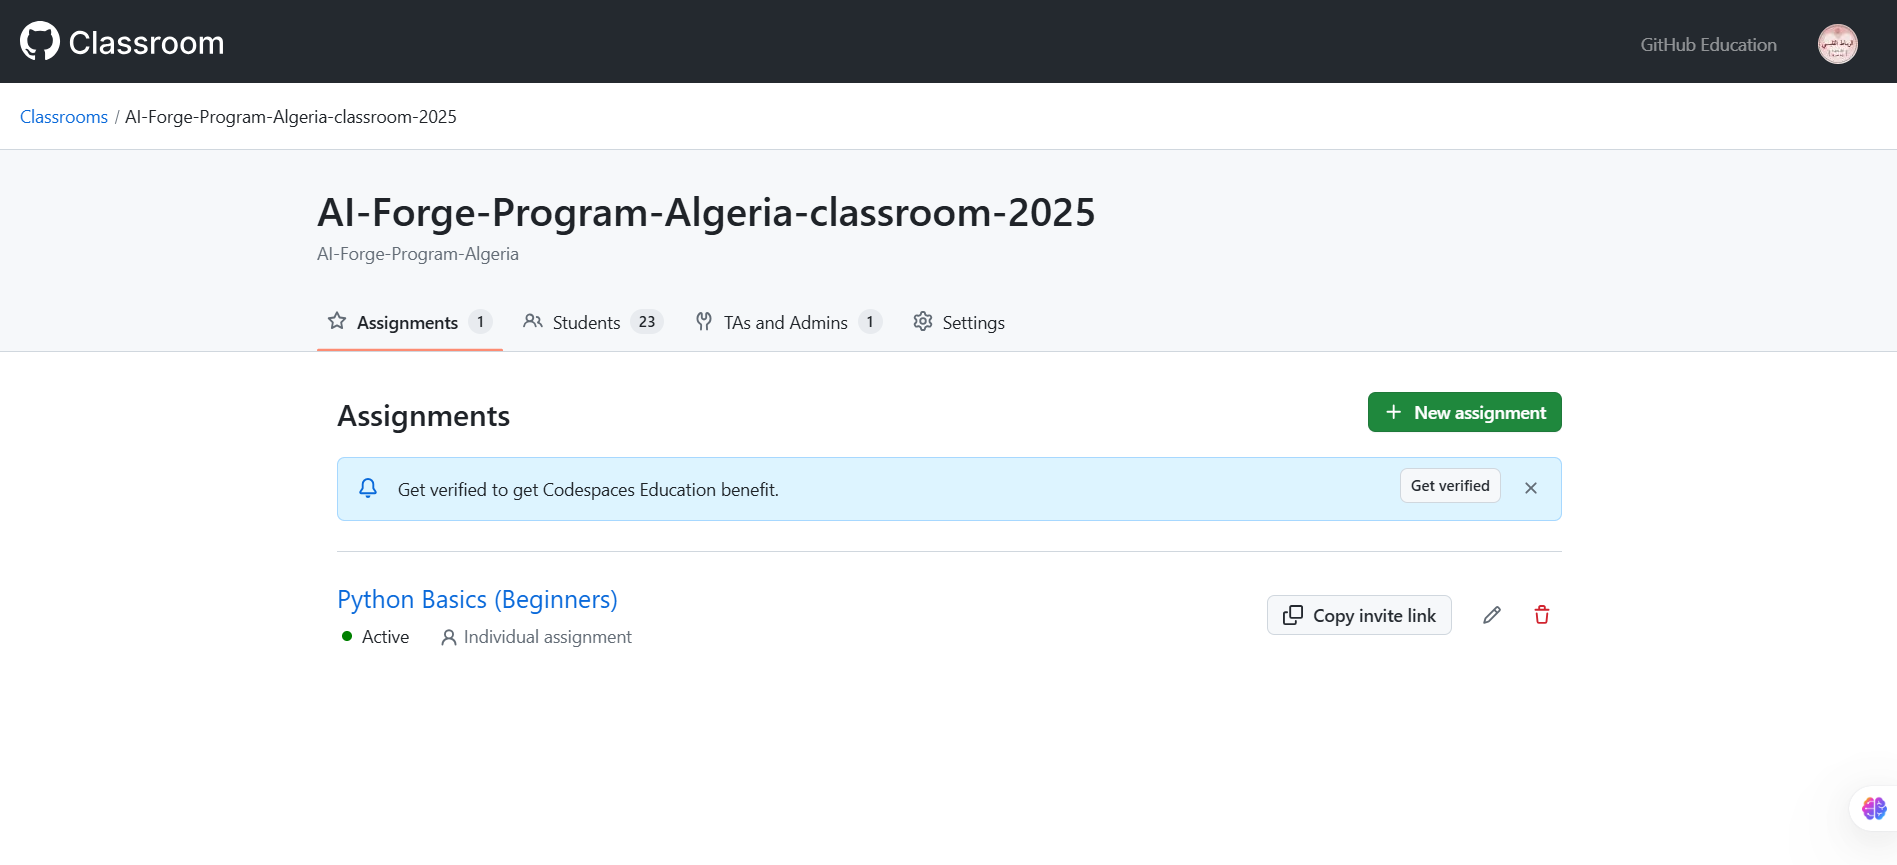 Classroom
GitHub Education
Classrooms / AI-Forge-Program-Algeria-classroom-2025
AI-Forge-Program-Algeria-classroom-2025
AI-Forge-Program-Algeria
Assignments 1 Students 23 TAs and Admins 1 Settings
Assignments
New assignment
Get verified to get Codespaces Education benefit.
Get verified
Python Basics (Beginners)
Active Individual assignment
Copy invite link